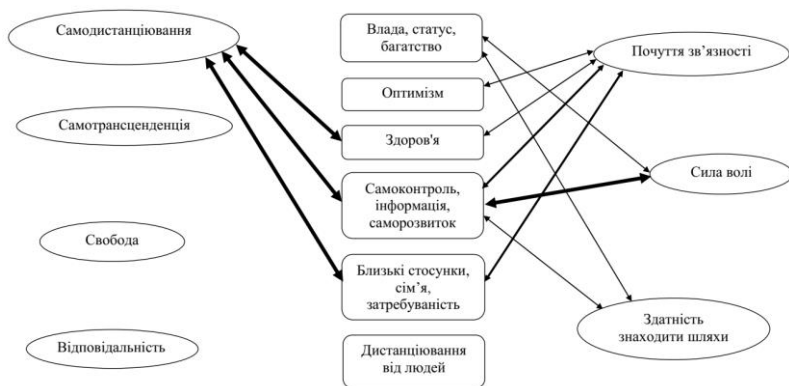 Самодистанціювання
Самотрансценденція
Свобода
Відповідальність
Влада, статус,
багатство
Оптимізм
Здоров'я
Самоконтроль,
інформація,
саморозвиток
Близькі стосунки,
сім’я,
затребуваність
Дистанціювання
від людей
Почуття зв’язності
Сила волі
Здатність
знаходити шляхи